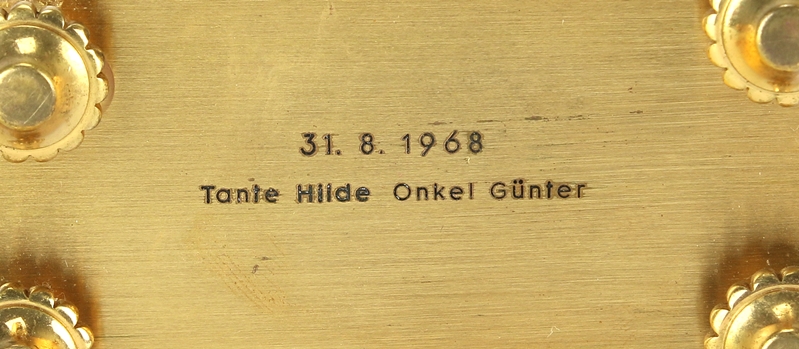 31. 8. 1968
Tante Hilde Onkel Günter